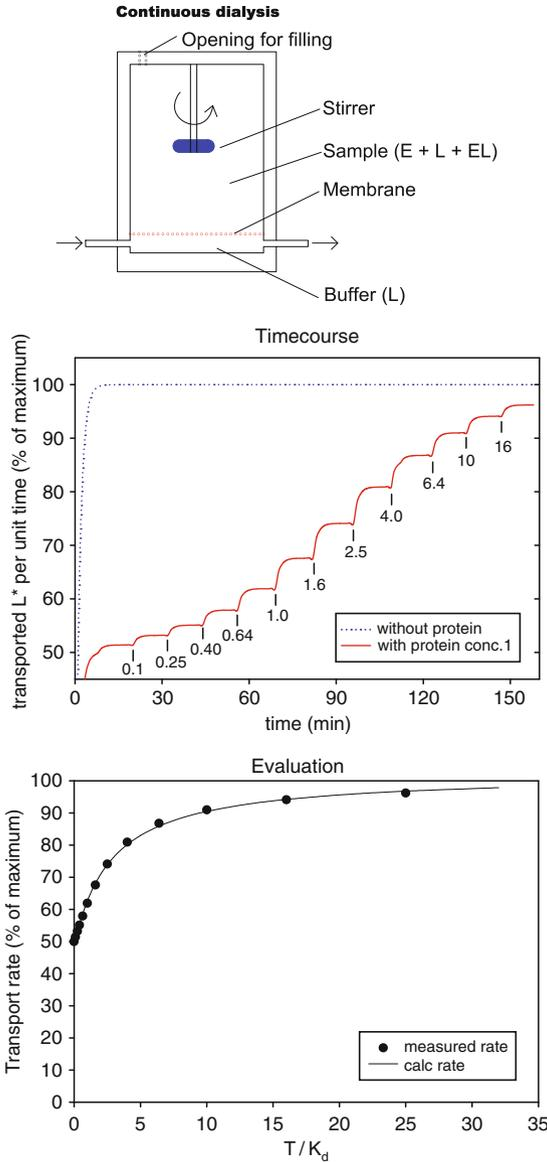 Continuous dialysis
Opening for filling
Stirrer
Sample (E + L + EL)
Membrane
Buffer (L)
Timecourse
transported L* per unit time (% of maximum)
100
90
80
70
60
50
0.1
0.25
0.40
0.64
1.0
1.6
2.5
4.0
6.4
10
16
without protein
with protein conc.1
0 30 60 90 120 150
time (min)
Evaluation
Transport rate (% of maximum)
100
90
80
70
60
50
40
30
20
10
0
measured rate
calc rate
0 5 10 15 20 25 30 35
T / Kd